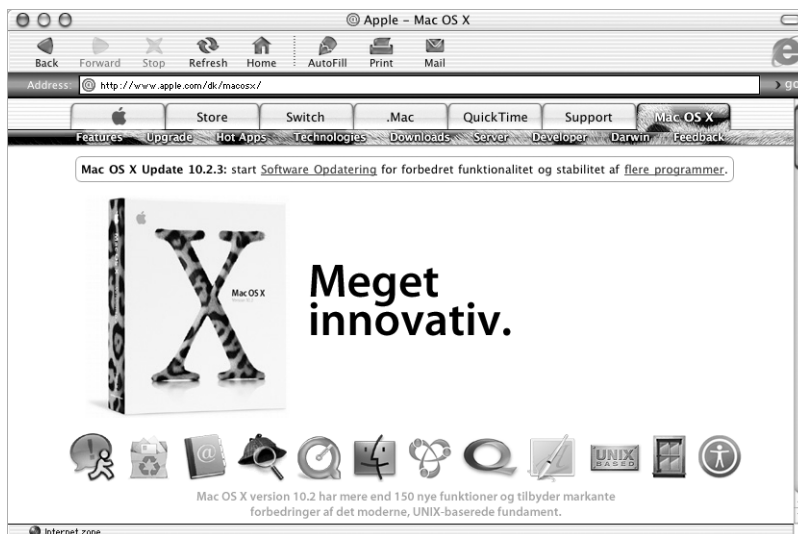 Apple – Mac OS X
Back Forward Stop Refresh Home AutoFill Print Mail
Address: http://www.apple.com/dk/macosx/ go
Store Switch .Mac QuickTime Support Mac OS X
Features Upgrade Hot Apps Technologies Downloads Server Developer Darwin Feedback
Mac OS X Update 10.2.3: start Software Opdatering for forbedret funktionalitet og stabilitet af flere programmer.
Mac OS X
Meget
innovativ.
UNIX
BASED
Mac OS X version 10.2 har mere end 150 nye funktioner og tilbyder markante
forbedringer af det moderne, UNIX-baserede fundament.
Internet zone